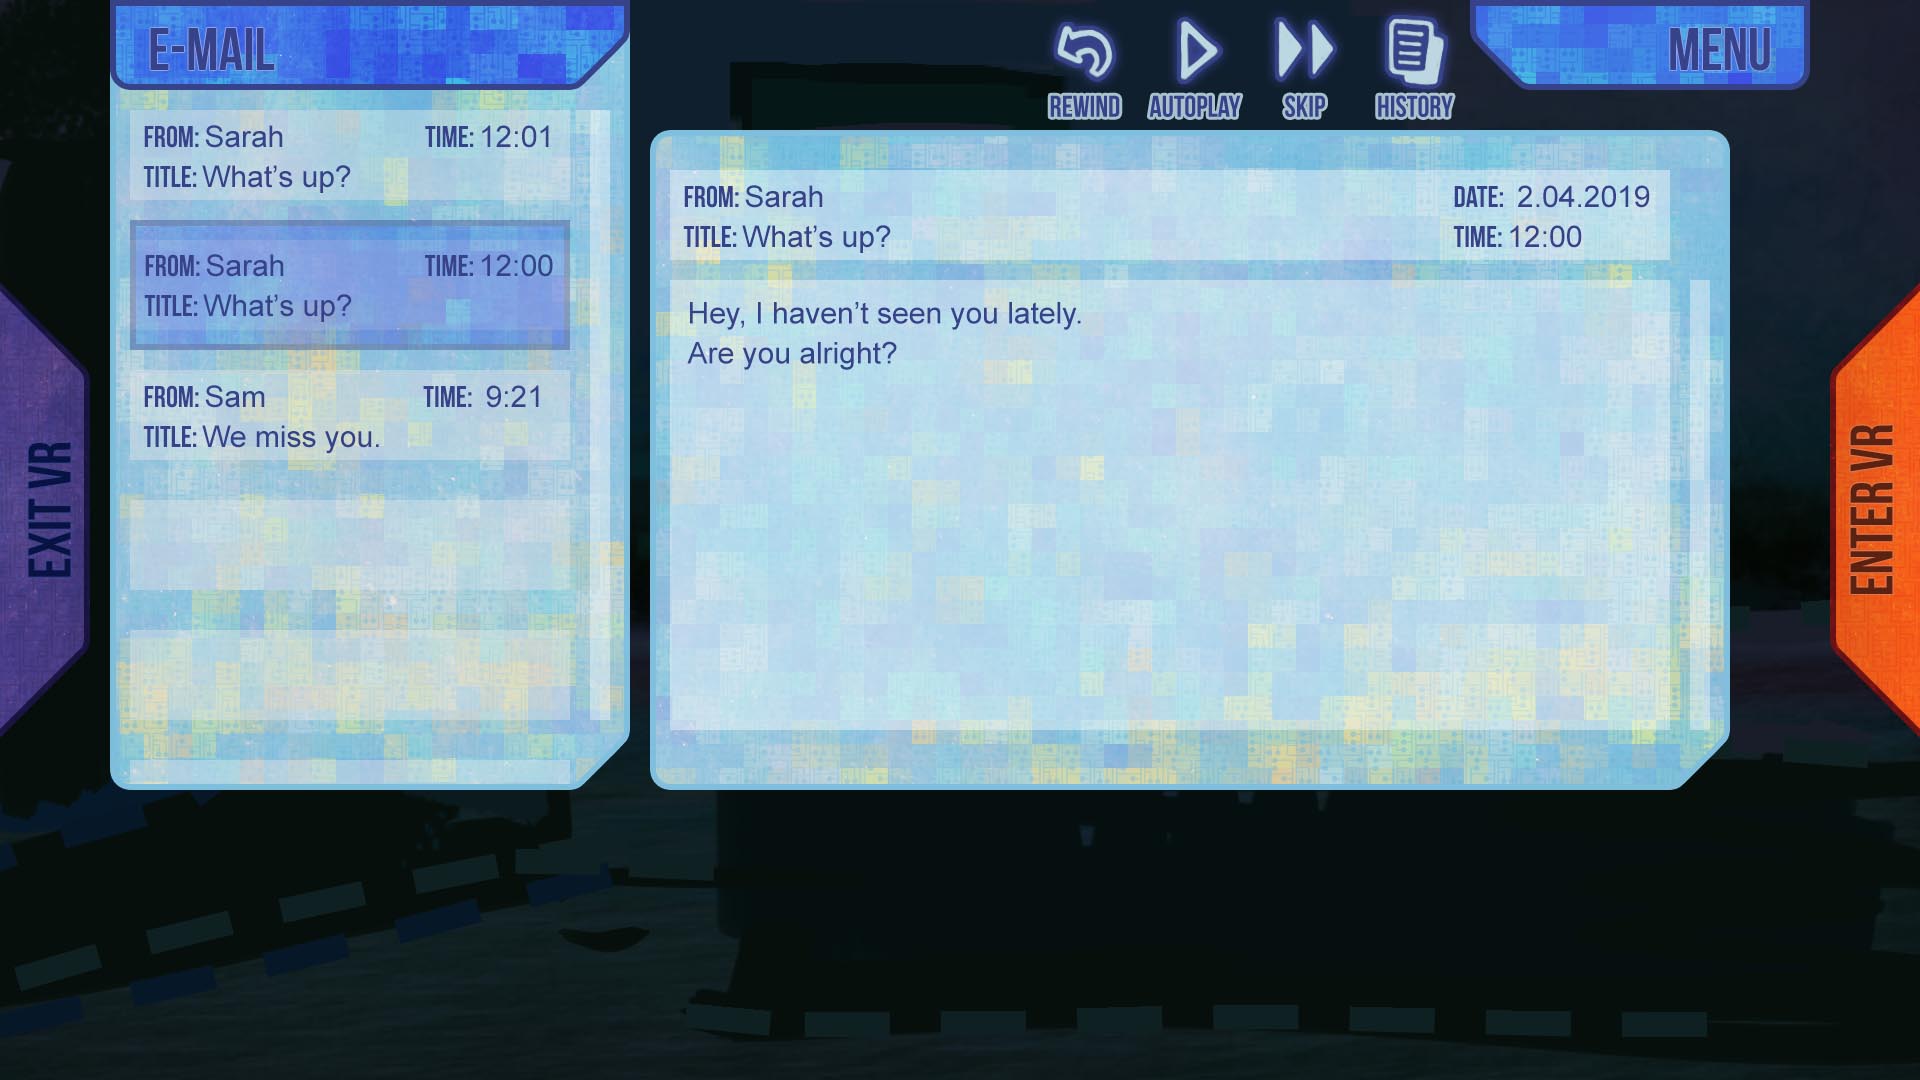 E-MAIL
REWIND
AUTOPLAY
SKIP
HISTORY
MENU
FROM: Sarah TIME: 12:01
TITLE: What's up?
FROM: Sarah TIME: 12:00
TITLE: What's up?
FROM: Sam TIME: 9:21
TITLE: We miss you.
FROM: Sarah DATE: 2.04.2019
TITLE: What's up? TIME: 12:00
Hey, I haven't seen you lately.
Are you alright?
EXIT VR
ENTER VR